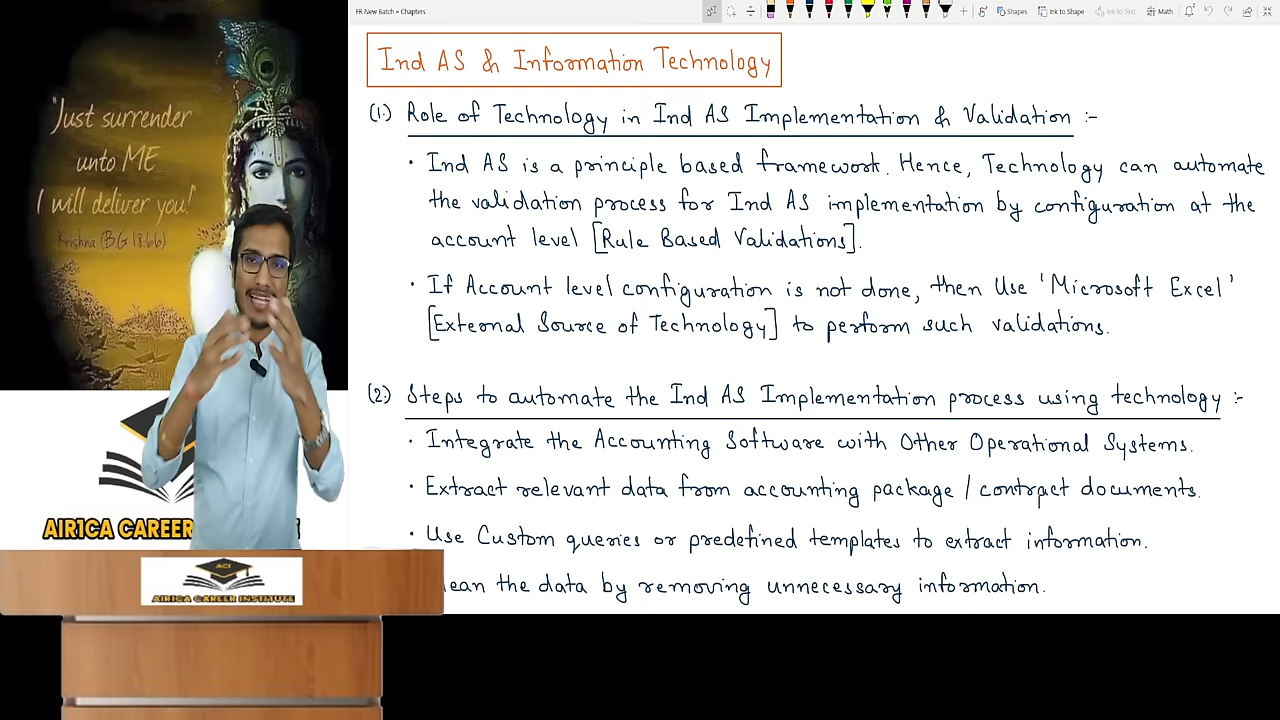 FR New Batch » Chapters
Shapes
Ink to Shape
Ink to Text
Math
"Just surrender
unto ME
I will deliver you!"
Krishna (B.G 18:66)
Ind AS & Information Technology
(1.) Role of Technology in Ind AS Implementation & Validation :-
· Ind AS is a principle based framework. Hence, Technology can automate
the validation process for Ind AS implementation by configuration at the
account level [Rule Based Validations].
· If Account level configuration is not done, then Use 'Microsoft Excel'
[External Source of Technology] to perform such validations.
(2) Steps to automate the Ind AS Implementation process using technology :-
· Integrate the Accounting Software with Other Operational Systems.
· Extract relevant data from accounting package / contract documents.
· Use Custom queries or predefined templates to extract information.
lean the data by removing unnecessary information.
AIR1CA CAREER
E
ACI
AIR1CA CAREER INSTITUTE